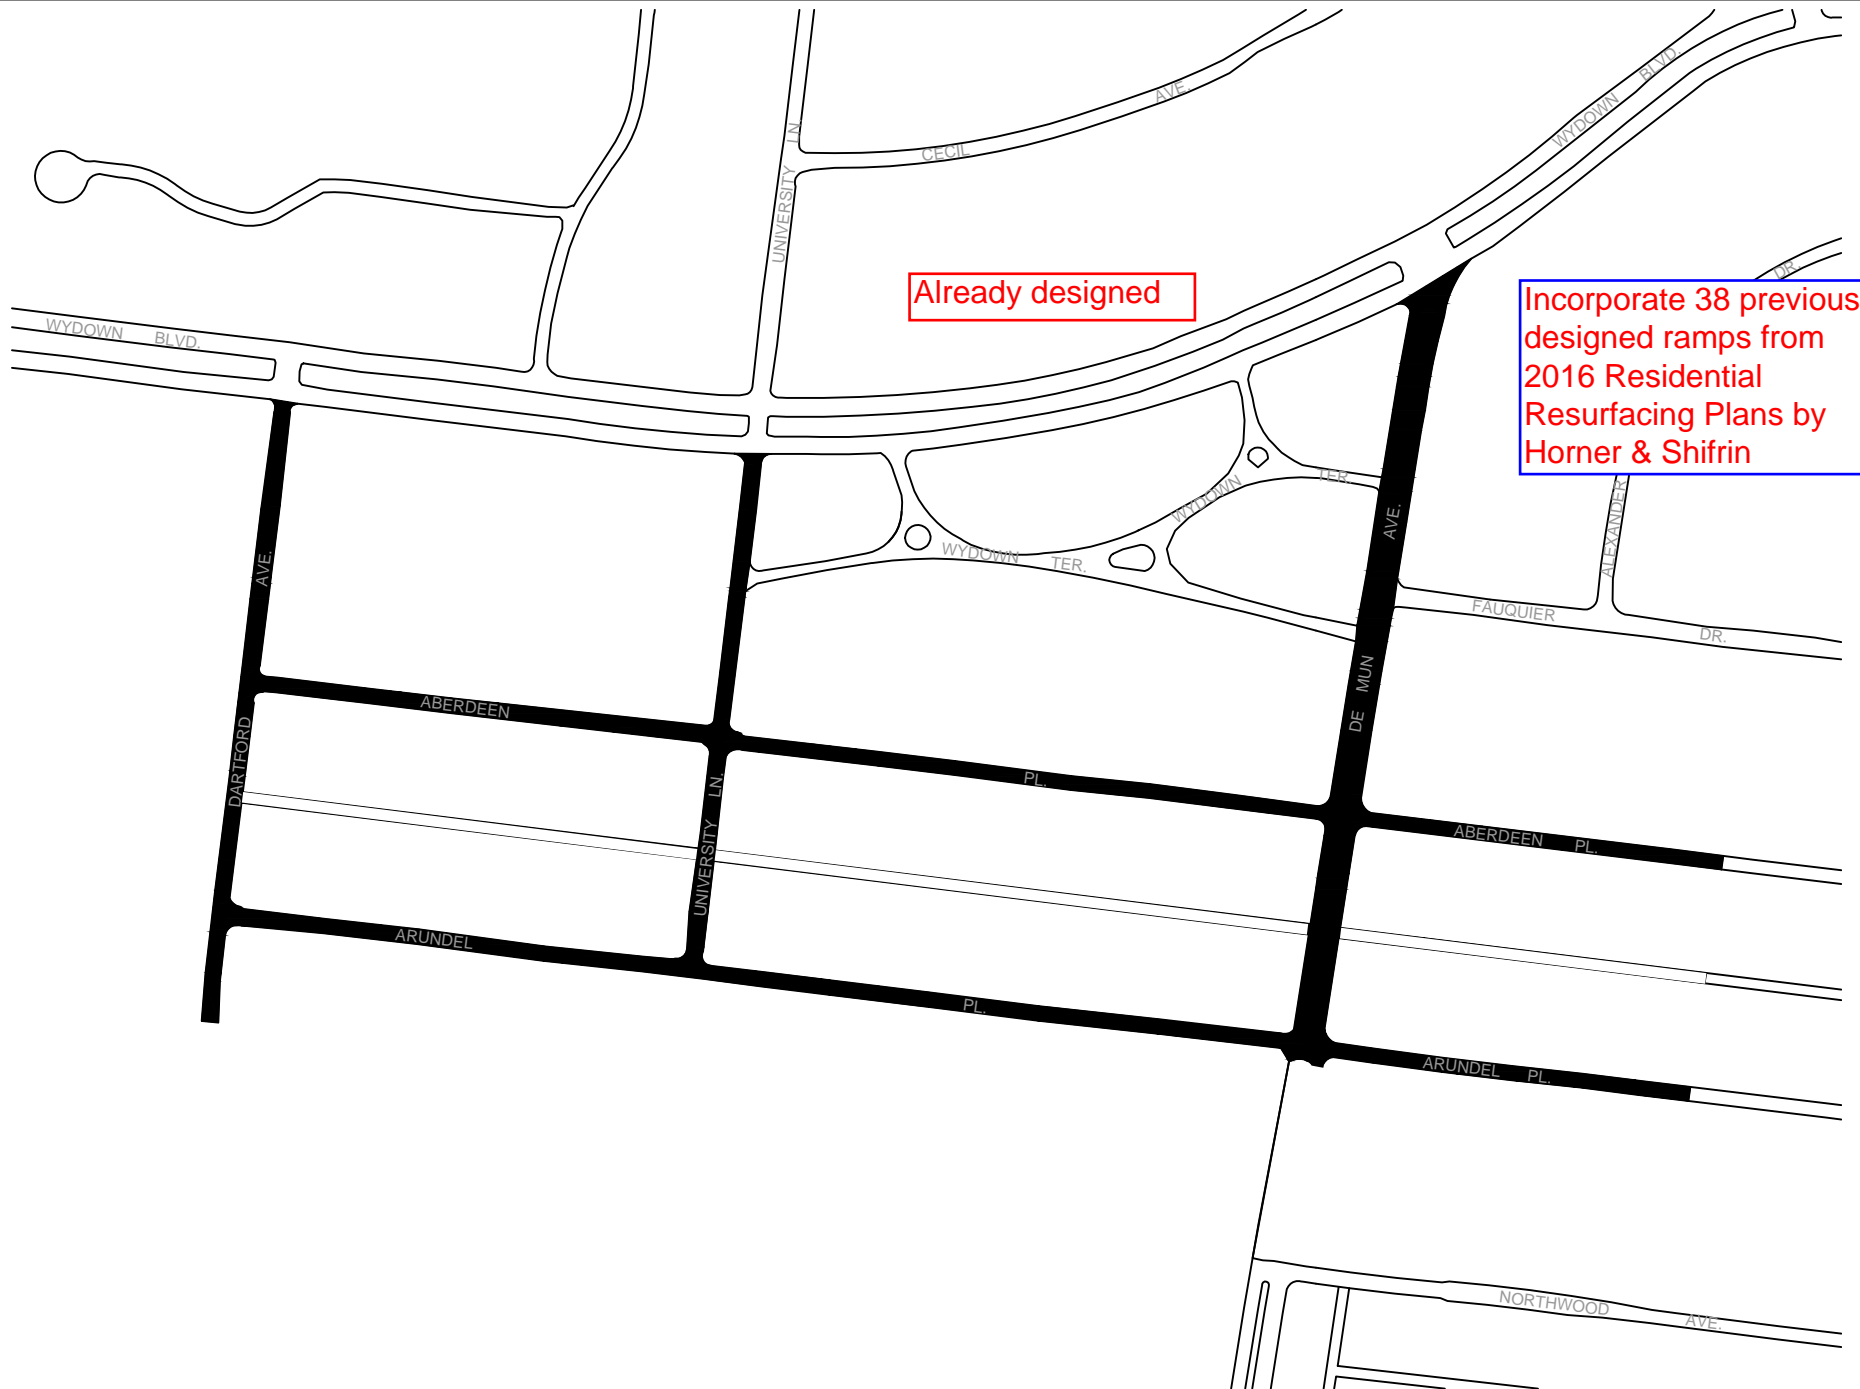 AVE.
CECIL
UNIVERSITY LN.
WYDOWN BLVD.
DR.
Already designed
Incorporate 38 previous
designed ramps from
2016 Residential
Resurfacing Plans by
Horner & Shifrin
WYDOWN BLVD.
WYDOWN TER.
WYDOWN TER.
AVE.
ALEXANDER
AVE.
FAUQUIER DR.
DE MUN
ABERDEEN
DARTFORD
PL.
UNIVERSITY LN.
ABERDEEN PL.
ARUNDEL
PL.
ARUNDEL PL.
NORTHWOOD AVE.